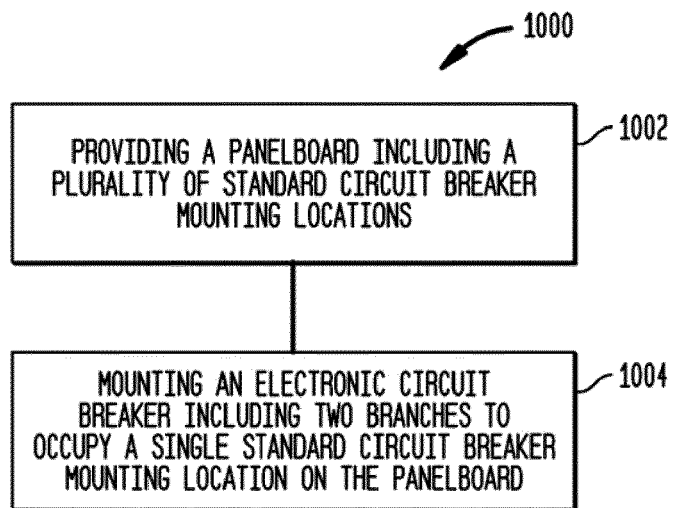 1000
1002
PROVIDING A PANELBOARD INCLUDING A
PLURALITY OF STANDARD CIRCUIT BREAKER
MOUNTING LOCATIONS
1004
MOUNTING AN ELECTRONIC CIRCUIT
BREAKER INCLUDING TWO BRANCHES TO
OCCUPY A SINGLE STANDARD CIRCUIT BREAKER
MOUNTING LOCATION ON THE PANELBOARD